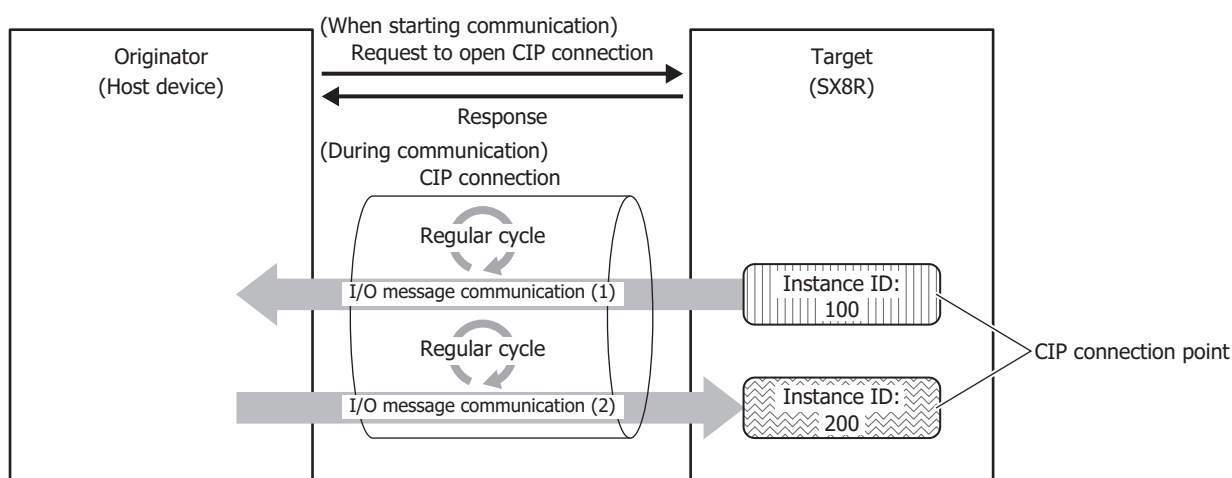 (When starting communication)
Originator
(Host device)
Request to open CIP connection
Target
(SX8R)
Response
(During communication)
CIP connection
Regular cycle
I/O message communication (1)
Instance ID:
100
Regular cycle
CIP connection point
I/O message communication (2)
Instance ID:
200